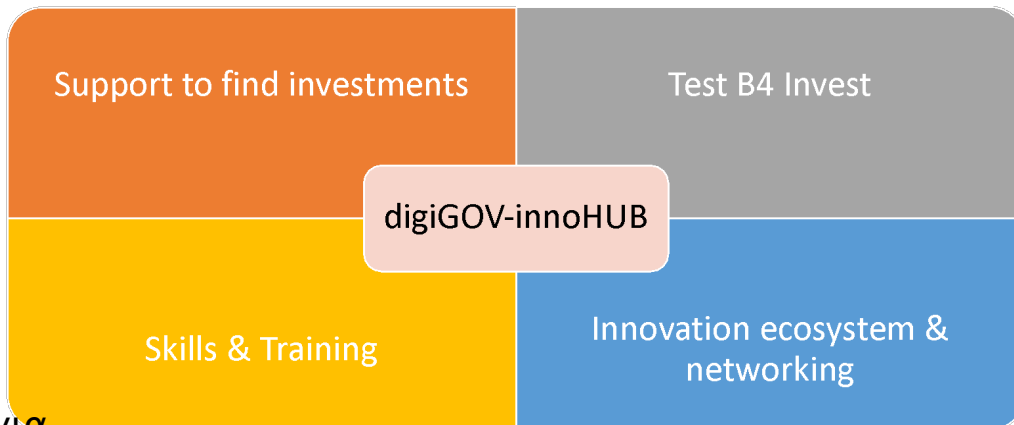 Support to find investments
Test B4 Invest
digiGOV-innoHUB
Skills & Training
Innovation ecosystem &
networking